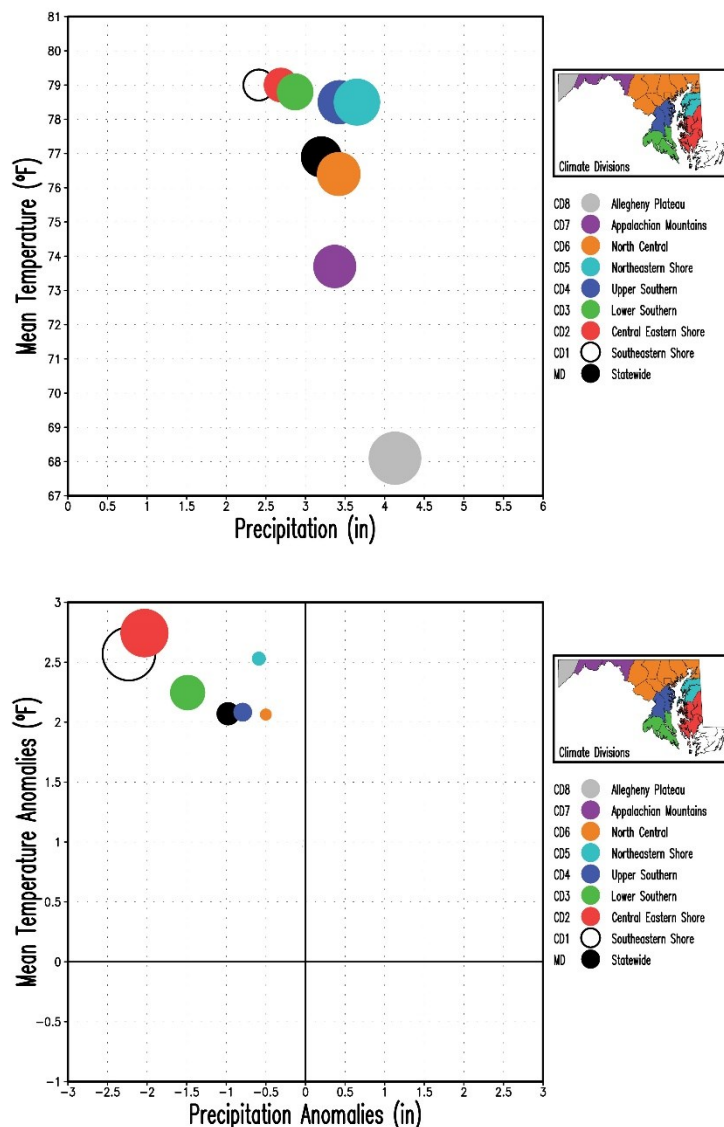 81
80
79
78
77
76
75
74
73
72
71
70
69
68
67
Mean Temperature (ºF)
0 0.5 1 1.5 2 2.5 3 3.5 4 4.5 5 5.5 6
Precipitation (in)
Climate Divisions
CD8 Allegheny Plateau
CD7 Appalachian Mountains
CD6 North Central
CD5 Northeastern Shore
CD4 Upper Southern
CD3 Lower Southern
CD2 Central Eastern Shore
CD1 Southeastern Shore
MD Statewide
3
2.5
2
1.5
1
0.5
0
-0.5
-1
Mean Temperature Anomalies (ºF)
-3 -2.5 -2 -1.5 -1 -0.5 0 0.5 1 1.5 2 2.5 3
Precipitation Anomalies (in)
Climate Divisions
CD8 Allegheny Plateau
CD7 Appalachian Mountains
CD6 North Central
CD5 Northeastern Shore
CD4 Upper Southern
CD3 Lower Southern
CD2 Central Eastern Shore
CD1 Southeastern Shore
MD Statewide